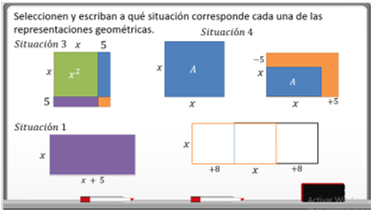 Seleccionen y escriban a qué situación corresponde cada una de las
representaciones geométricas.
Situación 3 x 5
x x²
5
Situación 4
x A
x
−5
x A
x +5
Situación 1
x
x + 5
x
+8 x +8